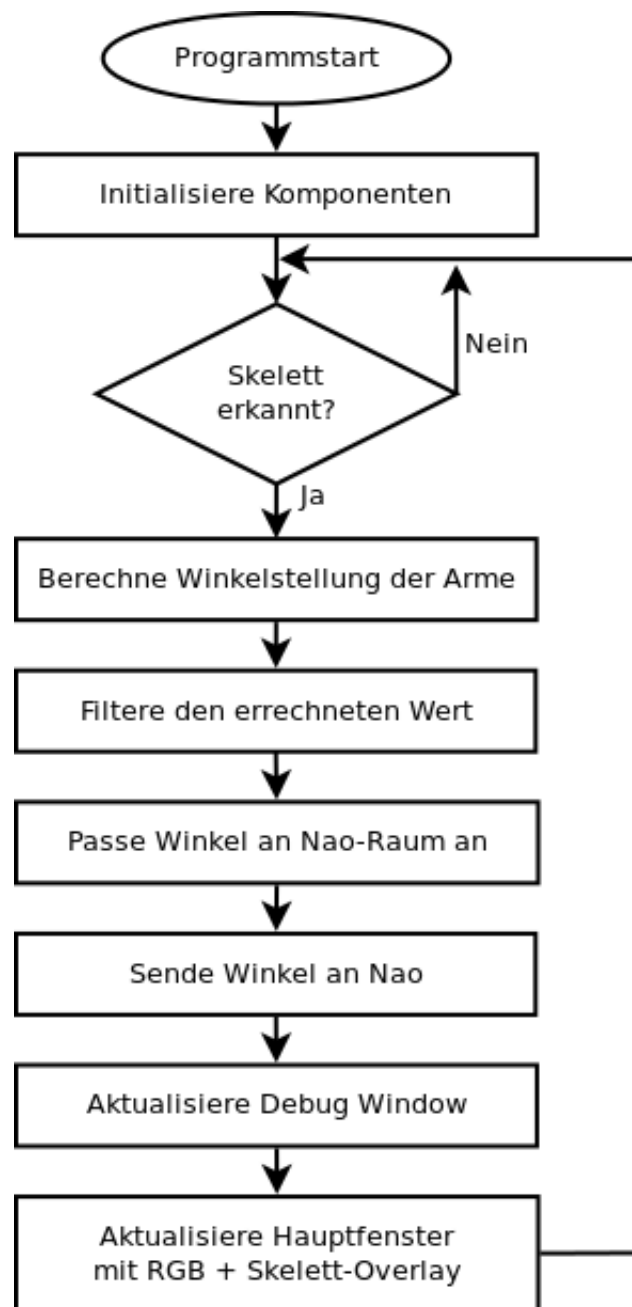 Programmstart
Initialisiere Komponenten
Skelett
erkannt?
Nein
Ja
Berechne Winkelstellung der Arme
Filtere den errechneten Wert
Passe Winkel an Nao-Raum an
Sende Winkel an Nao
Aktualisiere Debug Window
Aktualisiere Hauptfenster
mit RGB + Skelett-Overlay